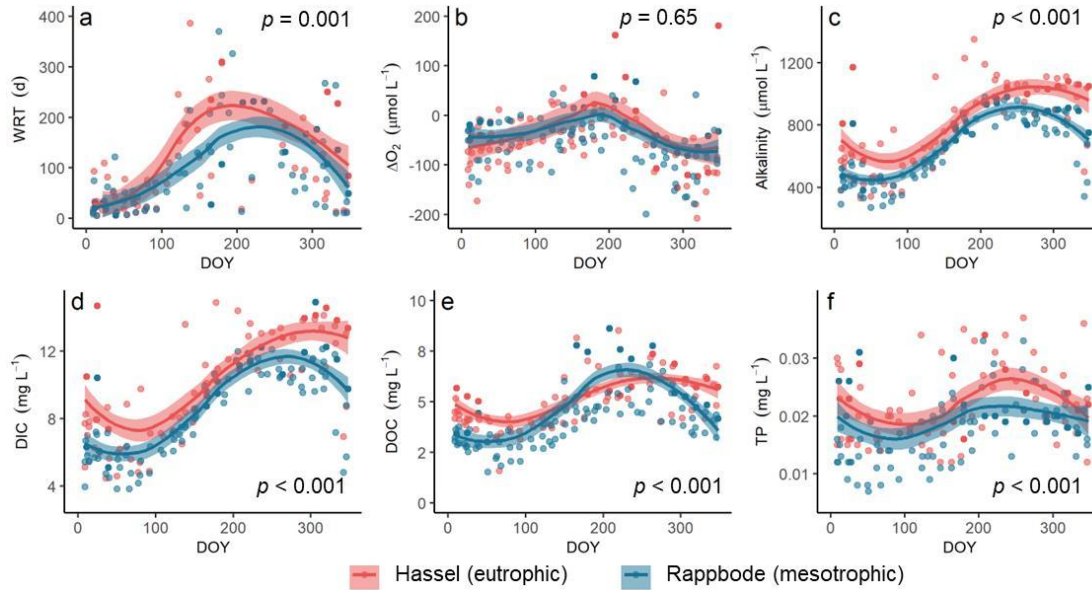 a
p = 0.001
WRT (d)
400
300
200
100
0
0
100
200
300
DOY
b
p = 0.65
ΔO₂ (µmol L⁻¹)
200
100
0
-100
-200
0
100
200
300
DOY
c
p < 0.001
Alkalinity (µmol L⁻¹)
1200
800
400
0
100
200
300
DOY
d
p < 0.001
DIC (mg L⁻¹)
12
8
4
0
100
200
300
DOY
e
p < 0.001
DOC (mg L⁻¹)
10
8
5
2
0
0
100
200
300
DOY
f
p < 0.001
TP (mg L⁻¹)
0.03
0.02
0.01
0
100
200
300
DOY
Hassel (eutrophic)
Rappbode (mesotrophic)